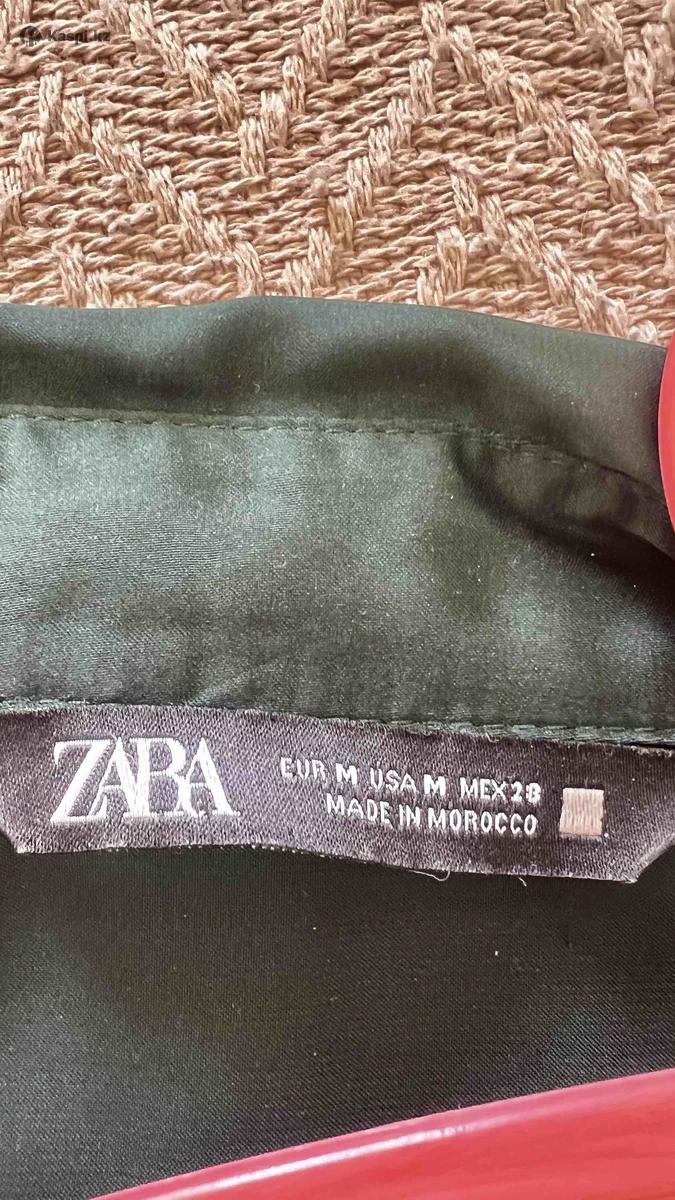 Kaspi.kz
ZARA
EUR M USA M MEX 28
MADE IN MOROCCO